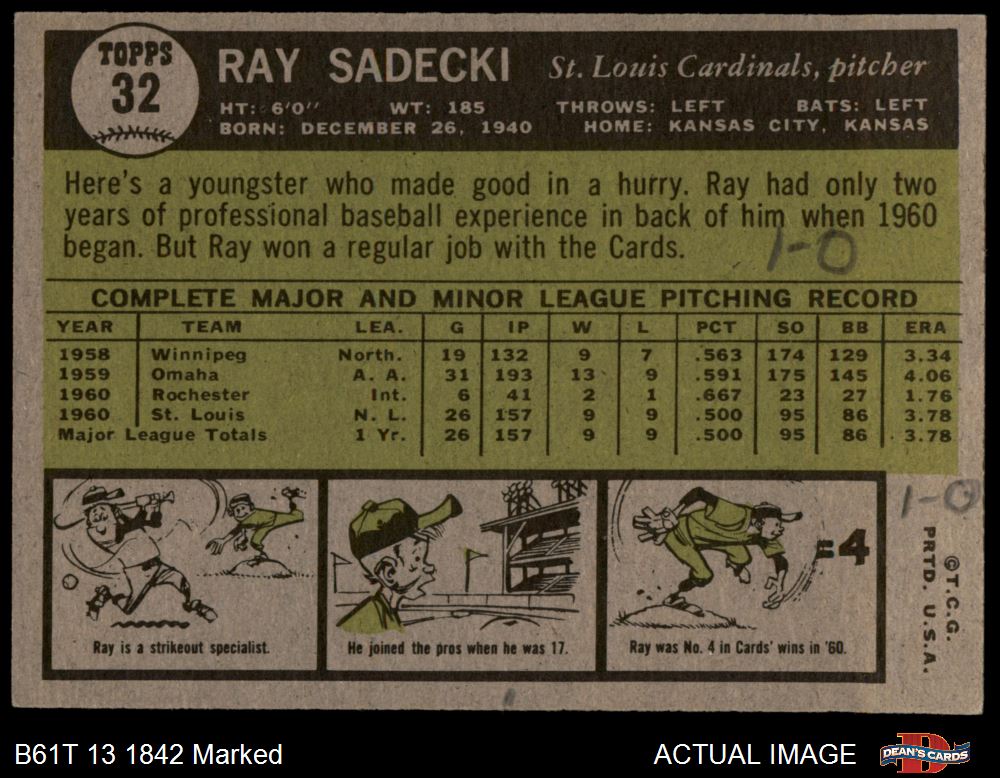 TOPPS
32
RAY SADECKI St. Louis Cardinals, pitcher
HT: 6'0" WT: 185 THROWS: LEFT BATS: LEFT
BORN: DECEMBER 26, 1940 HOME: KANSAS CITY, KANSAS
Here's a youngster who made good in a hurry. Ray had only two
years of professional baseball experience in back of him when 1960
began. But Ray won a regular job with the Cards.
1-0
COMPLETE MAJOR AND MINOR LEAGUE PITCHING RECORD
YEAR TEAM LEA. G IP W L PCT SO BB ERA
1958 Winnipeg North. 19 132 9 7 .563 174 129 3.34
1959 Omaha A. A. 31 193 13 9 .591 175 145 4.06
1960 Rochester Int. 6 41 2 1 .667 23 27 1.76
1960 St. Louis N. L. 26 157 9 9 .500 95 86 3.78
Major League Totals 1 Yr. 26 157 9 9 .500 95 86 3.78
1-0
Ray is a strikeout specialist.
He joined the pros when he was 17.
=4
Ray was No. 4 in Cards' wins in '60.
©T.C.G.
PRTD. U.S.A.
B61T 13 1842 Marked
ACTUAL IMAGE
DEAN'S CARDS